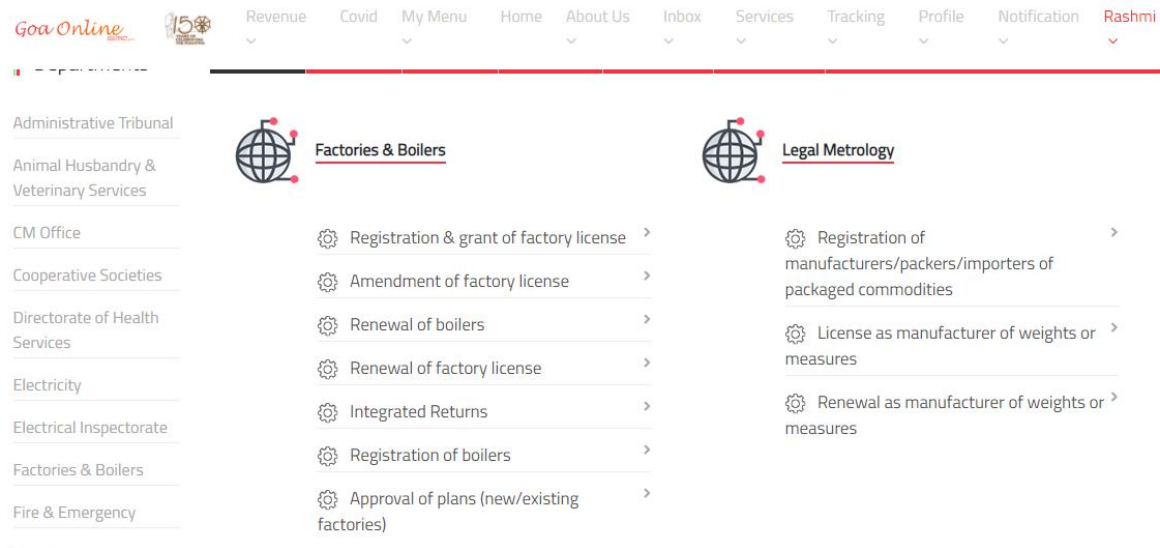 Goa Online
150
Revenue
Covid
My Menu
Home
About Us
Inbox
Services
Tracking
Profile
Notification
Rashmi
Departments
Administrative Tribunal
Animal Husbandry &
Veterinary Services
CM Office
Cooperative Societies
Directorate of Health
Services
Electricity
Electrical Inspectorate
Factories & Boilers
Fire & Emergency
Factories & Boilers
Registration & grant of factory license
Amendment of factory license
Renewal of boilers
Renewal of factory license
Integrated Returns
Registration of boilers
Approval of plans (new/existing
factories)
Legal Metrology
Registration of
manufacturers/packers/importers of
packaged commodities
License as manufacturer of weights or
measures
Renewal as manufacturer of weights or
measures